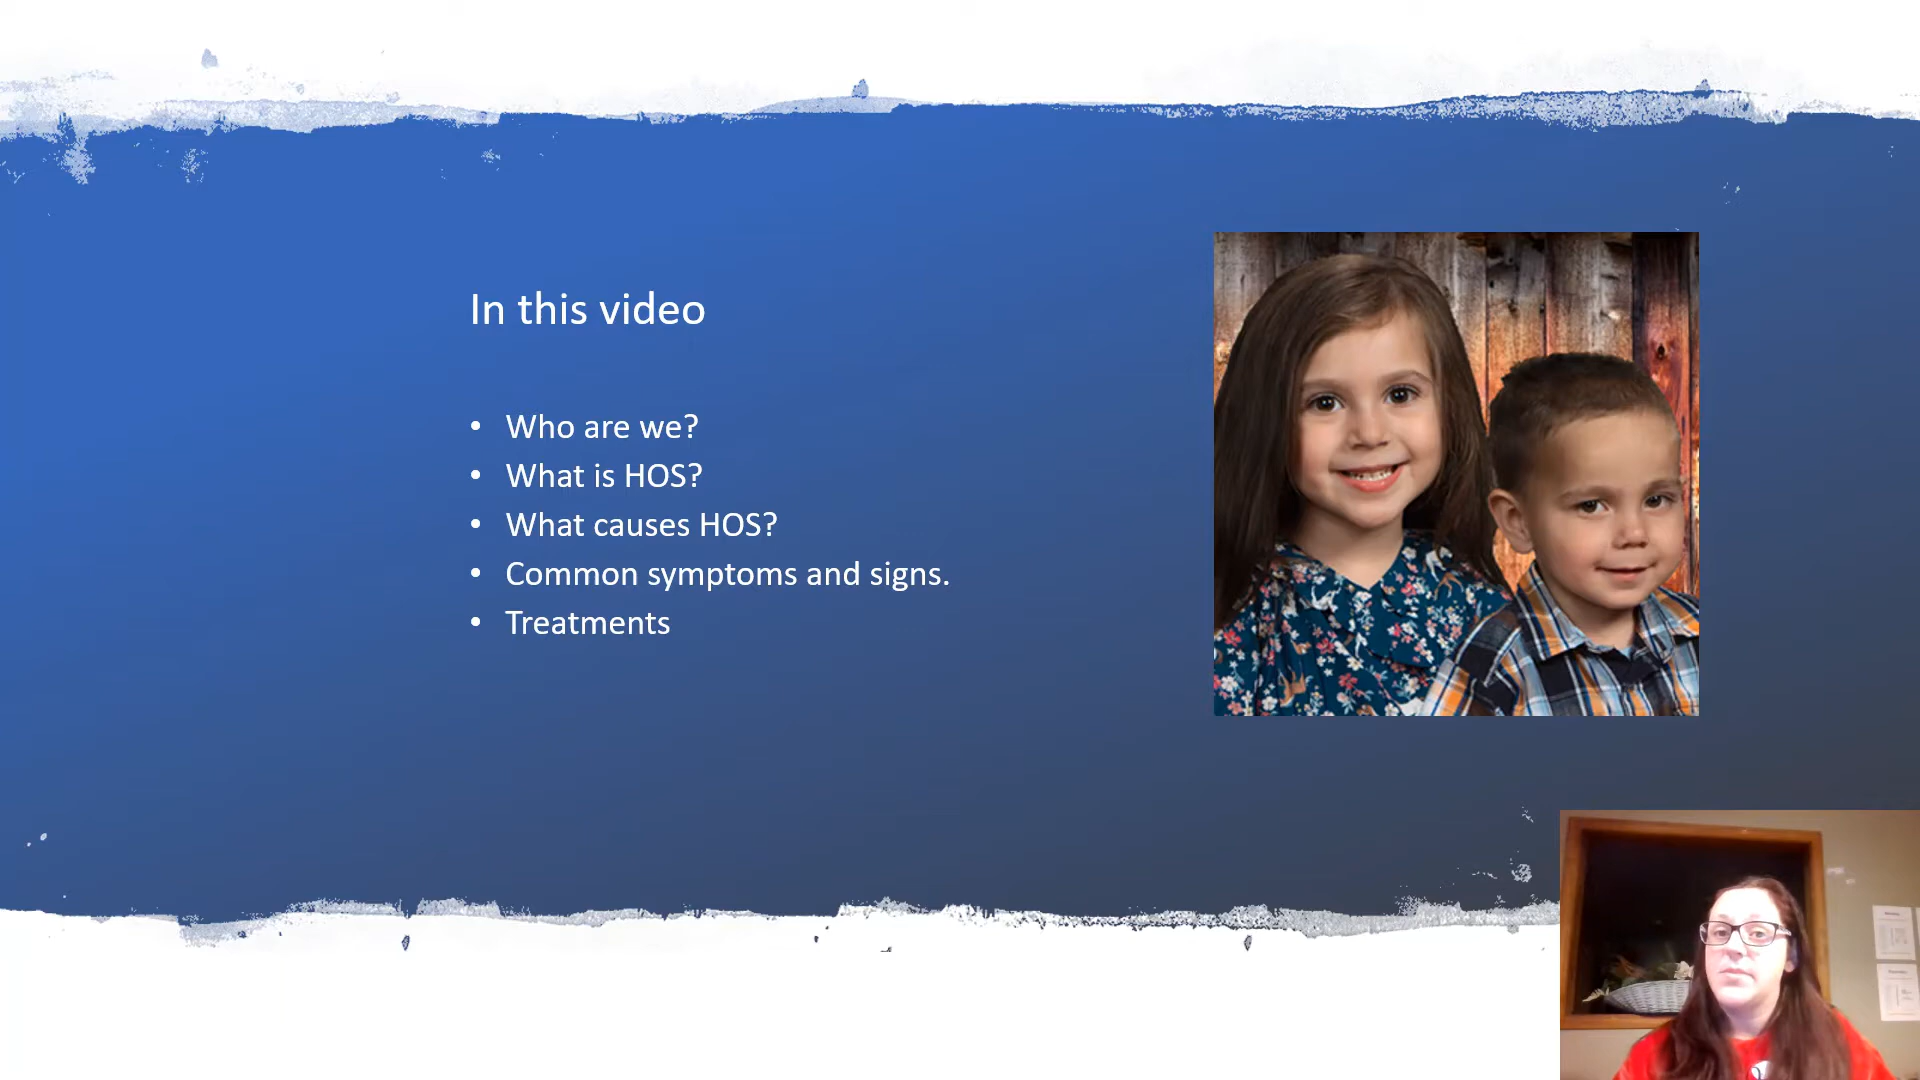 In this video
• Who are we?
• What is HOS?
• What causes HOS?
• Common symptoms and signs.
• Treatments